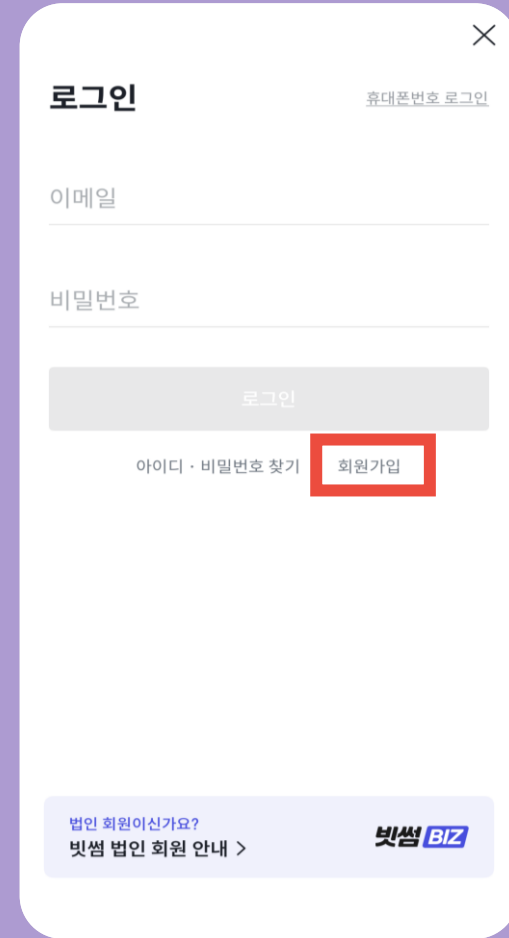 로그인
휴대폰번호 로그인
이메일
비밀번호
로그인
아이디 · 비밀번호 찾기
회원가입
법인 회원이신가요?
빗썸 법인 회원 안내 >
빗썸 BIZ